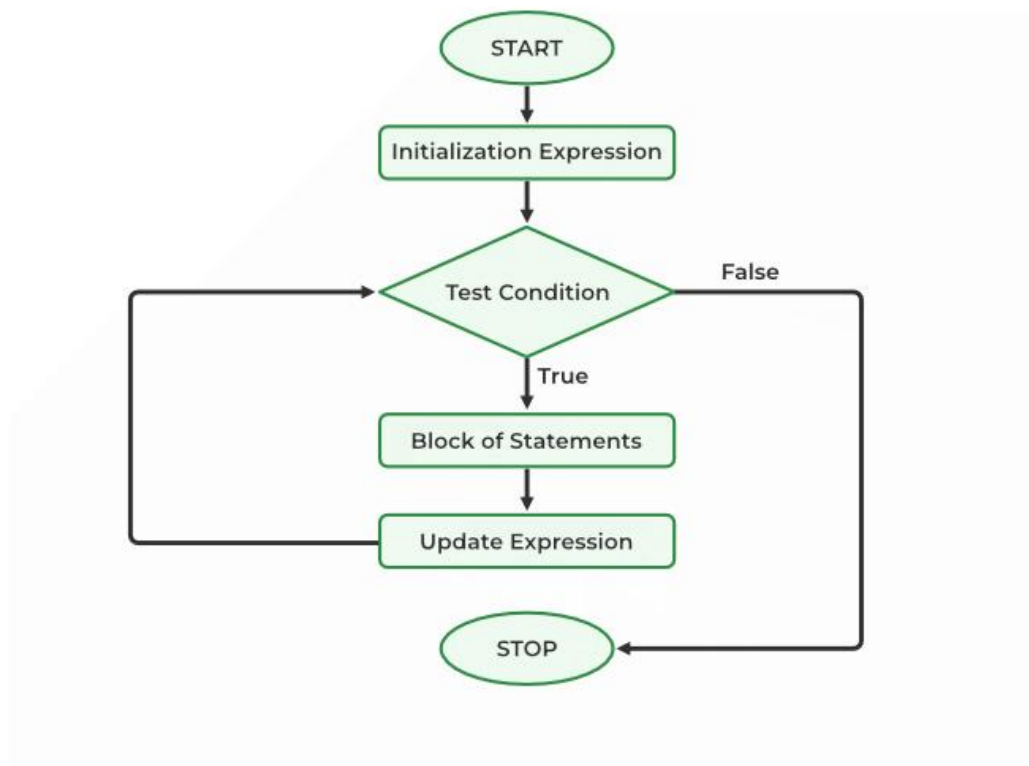 START
Initialization Expression
Test Condition
False
True
Block of Statements
Update Expression
STOP